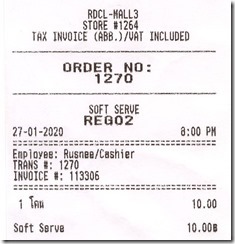 RDCL-MALL3
STORE #1264
TAX INVOICE (ABB.)/VAT INCLUDED
ORDER NO:
1270
SOFT SERVE
REG02
27-01-2020 8:00 PM
Employee: Rusnee/Cashier
TRANS #: 1270
INVOICE #: 113306
1 โคน 10.00
Soft Serve 10.00฿